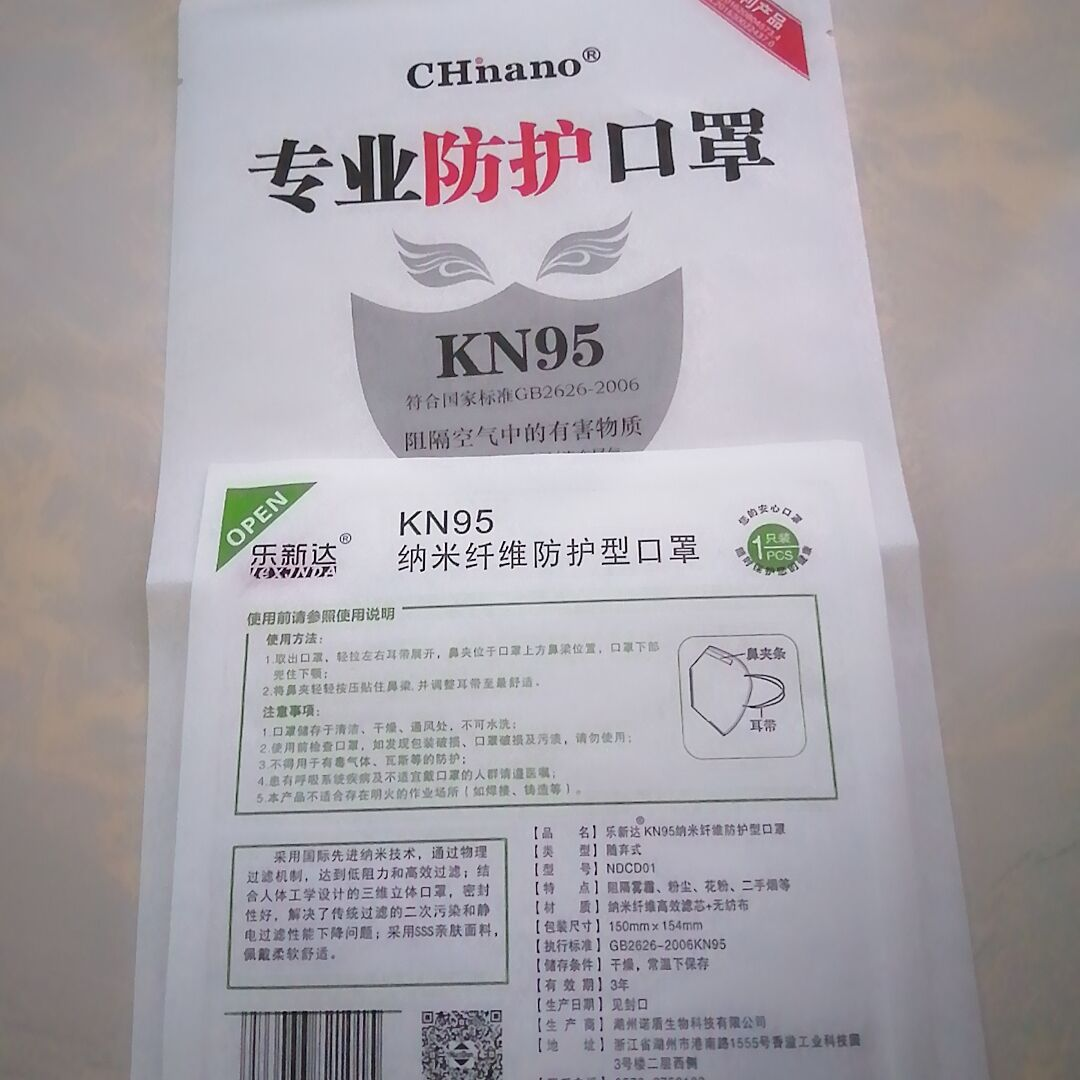 利产品
CHnano®
专业防护口罩
KN95
符合国家标准GB2626-2006
阻隔空气中的有害物质
OPEN
乐新达®
leXINDA
KN95
纳米纤维防护型口罩
您的安心口罩
1只装
PCS
使用前请参照使用说明
使用方法:
1.取出口罩，轻拉左右耳带展开，鼻夹位于口罩上方鼻梁位置，口罩下部
兜住下颚;
2.将鼻夹轻轻按压贴住鼻梁,并调整耳带至最舒适。
注意事项:
1.口罩储存于清洁、干燥、通风处，不可水洗;
2.使用前检查口罩，如发现包装破损、口罩破损及污渍，请勿使用;
3.不得用于有毒气体、瓦斯等的防护;
4.患有呼吸系统疾病及不适宜戴口罩的人群请遵医嘱;
5.本产品不适合存在明火的作业场所（如焊接、铸造等）。
鼻夹条
耳带
采用国际先进纳米技术，通过物理
过滤机制，达到低阻力和高效过滤；结
合人体工学设计的三维立体口罩，密封
性好，解决了传统过滤的二次污染和静
电过滤性能下降问题；采用SSS亲肤面料，
佩戴柔软舒适。
【品 名】乐新达®KN95纳米纤维防护型口罩
【类 型】随弃式
【型 号】NDCD01
【特 点】阻隔雾霾、粉尘、花粉、二手烟等
【材 质】纳米纤维高效滤芯+无纺布
【包装尺寸】150mm×154mm
【执行标准】GB2626-2006KN95
【储存条件】干燥，常温下保存
【有 效 期】3年
【生产日期】见封口
【生 产 商】湖州诺盾生物科技有限公司
【地 址】浙江省湖州市港南路1555号香溢工业科技园
3号楼二层西侧